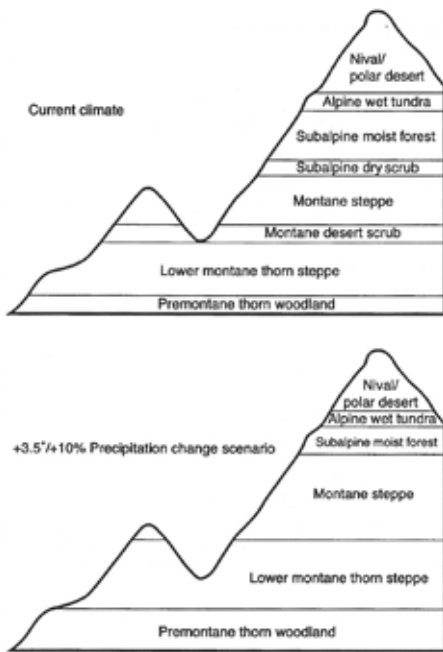 Nival/
polar desert
Current climate
Alpine wet tundra
Subalpine moist forest
Subalpine dry scrub
Montane steppe
Montane desert scrub
Lower montane thorn steppe
Premontane thorn woodland
Nival/
polar desert
Alpine wet tundra
+3.5°/+10% Precipitation change scenario
Subalpine moist forest
Montane steppe
Lower montane thorn steppe
Premontane thorn woodland